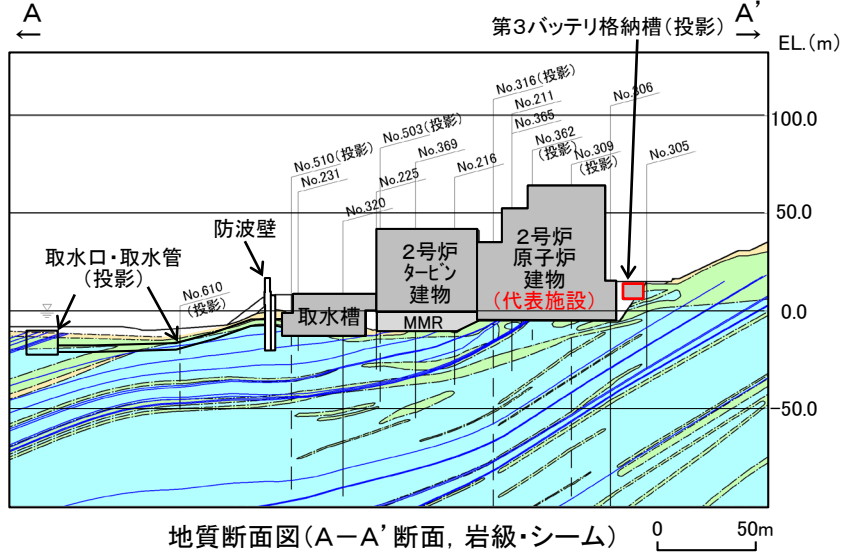 A
A'
第3バッテリ格納槽(投影)
EL.(m)
No.316(投影)
No.306
No.211
No.365
100.0
No.503(投影)
No.362
(投影)
No.510(投影)
No.369
No.309
(投影)
No.305
No.231
No.225
No.216
No.320
50.0
防波壁
取水口・取水管
(投影)
2号炉
タービン
建物
2号炉
原子炉
建物
(代表施設)
No.610
(投影)
取水槽
MMR
0.0
-50.0
地質断面図(A-A'断面,岩級・シーム)
0
50m